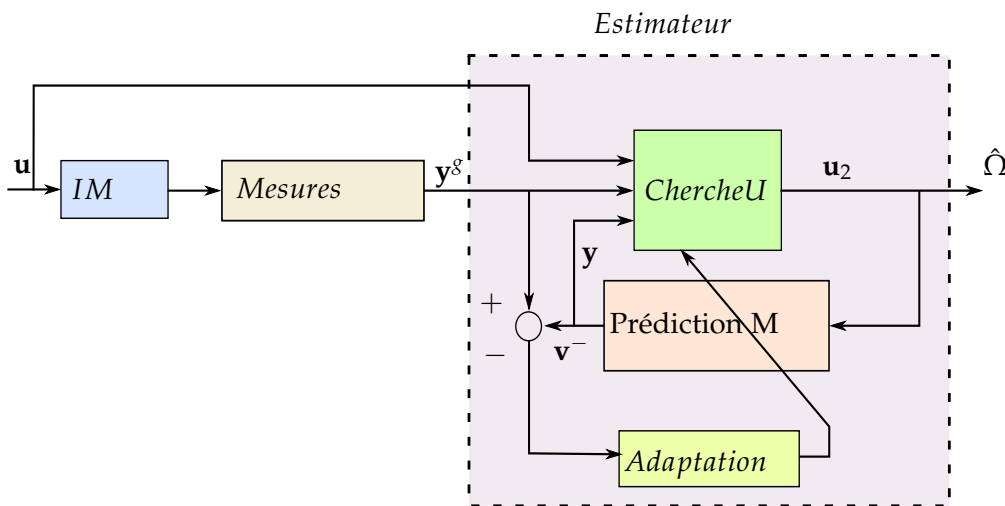 Estimateur
u
IM
Mesures
y^g
ChercheU
u₂
Ω̂
y
+
−
v⁻
Prédiction M
Adaptation